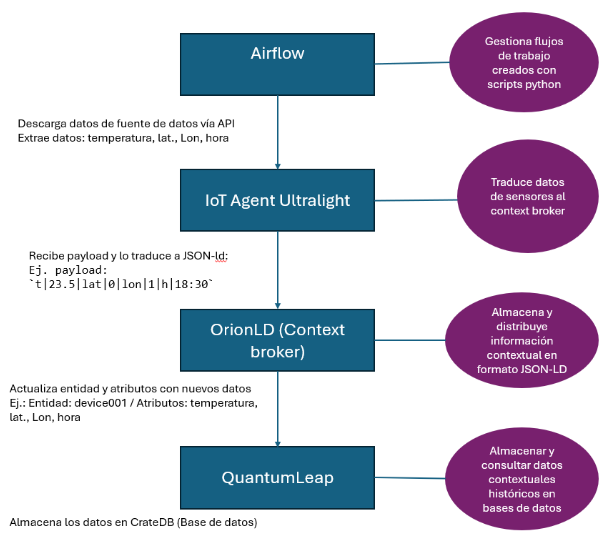 Airflow
Gestiona flujos
de trabajo
creados con
scripts python
Descarga datos de fuente de datos vía API
Extrae datos: temperatura, lat., Lon, hora
IoT Agent Ultralight
Traduce datos
de sensores al
context broker
Recibe payload y lo traduce a JSON-ld:
Ej. payload:
`t|23.5|lat|0|lon|1|h|18:30`
OrionLD (Context
broker)
Almacena y
distribuye
información
contextual en
formato JSON-LD
Actualiza entidad y atributos con nuevos datos
Ej.: Entidad: device001 / Atributos: temperatura,
lat., Lon, hora
QuantumLeap
Almacenar y
consultar datos
contextuales
históricos en
bases de datos
Almacena los datos en CrateDB (Base de datos)